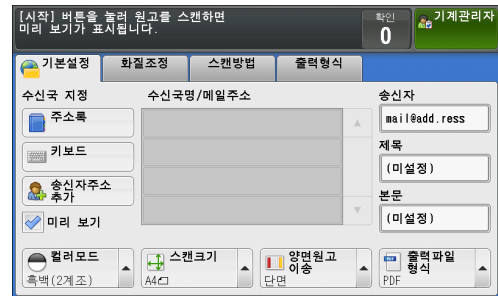 [시작] 버튼을 눌러 원고를 스캔하면
미리 보기가 표시됩니다.
확인
0
기계관리자
기본설정
화질조정
스캔방법
출력형식
수신국 지정
수신국명/메일주소
송신자
주소록
mail@add.ress
키보드
제목
(미설정)
송신자주소
추가
본문
미리 보기
(미설정)
컬러모드
흑백(2계조)
스캔크기
A4
양면원고
이송
단면
출력파일
형식
PDF